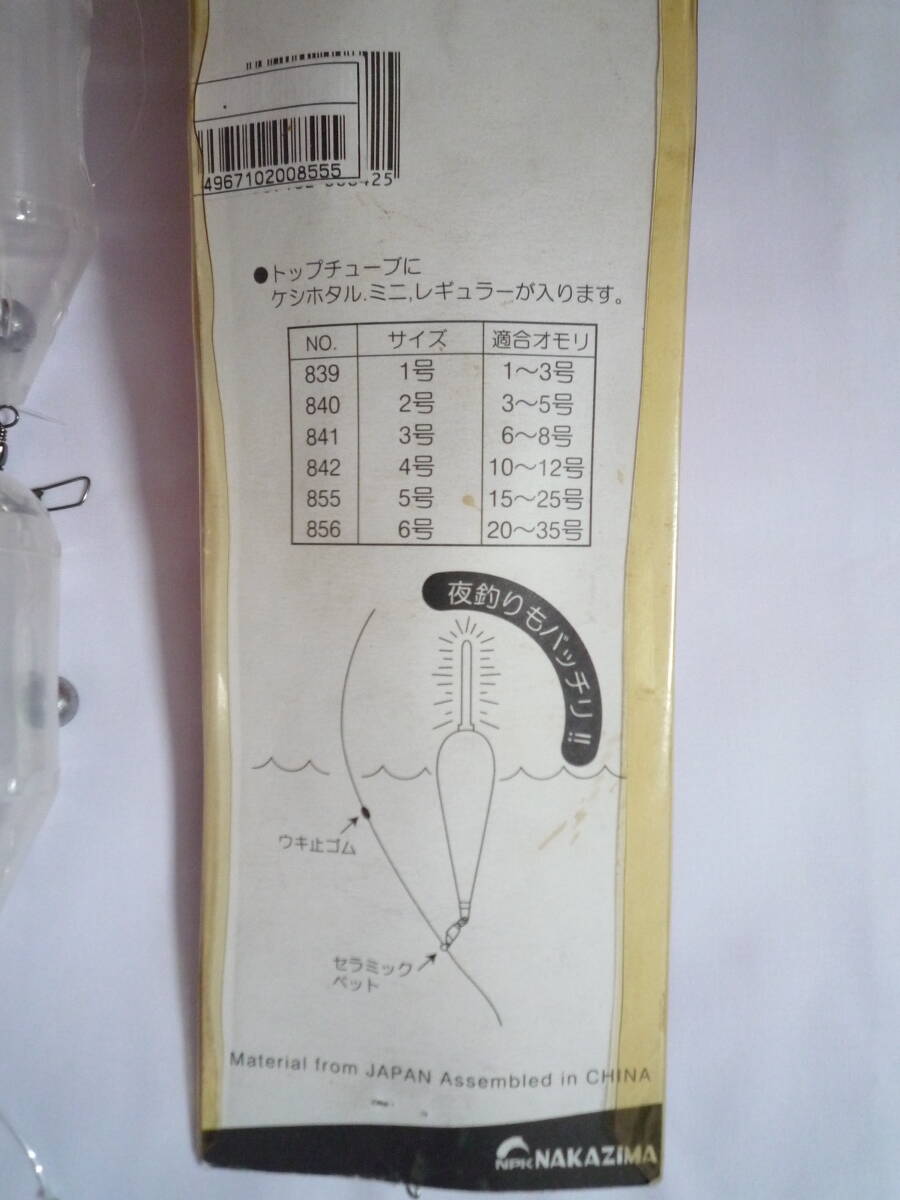 4967102008555
425
●トップチューブに
ケシホタル.ミニ,レギュラーが入ります。
NO. サイズ 適合オモリ
839 1号 1〜3号
840 2号 3〜5号
841 3号 6〜8号
842 4号 10〜12号
855 5号 15〜25号
856 6号 20〜35号
夜釣りもバッチリ!!
ウキ止ゴム
セラミック
ペット
Material from JAPAN Assembled in CHINA
NPK NAKAZIMA